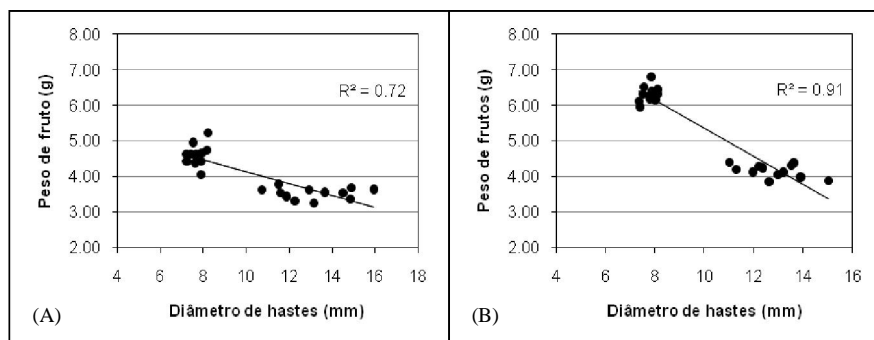 8.00
7.00
6.00
5.00
4.00
3.00
2.00
Peso de fruto (g)
R² = 0.72
4 6 8 10 12 14 16 18
Diâmetro de hastes (mm)
(A)
8.00
7.00
6.00
5.00
4.00
3.00
2.00
Peso de frutos (g)
R² = 0.91
4 6 8 10 12 14 16
Diâmetro de hastes (mm)
(B)